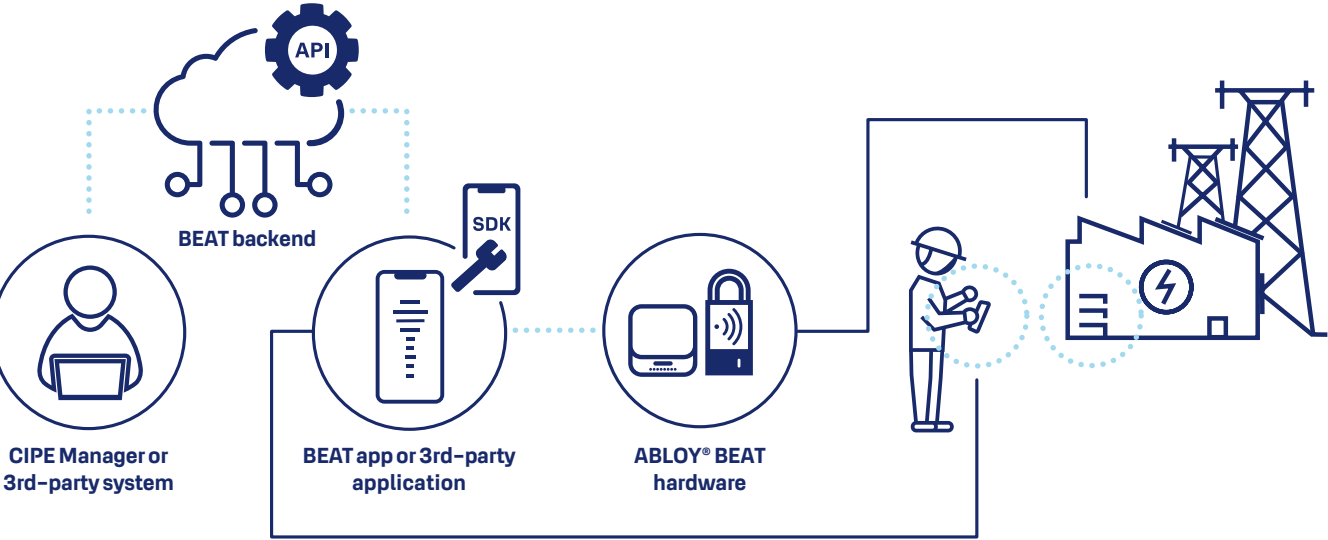 API
BEAT backend
SDK
CIPE Manager or
3rd-party system
BEAT app or 3rd-party
application
ABLOY® BEAT
hardware